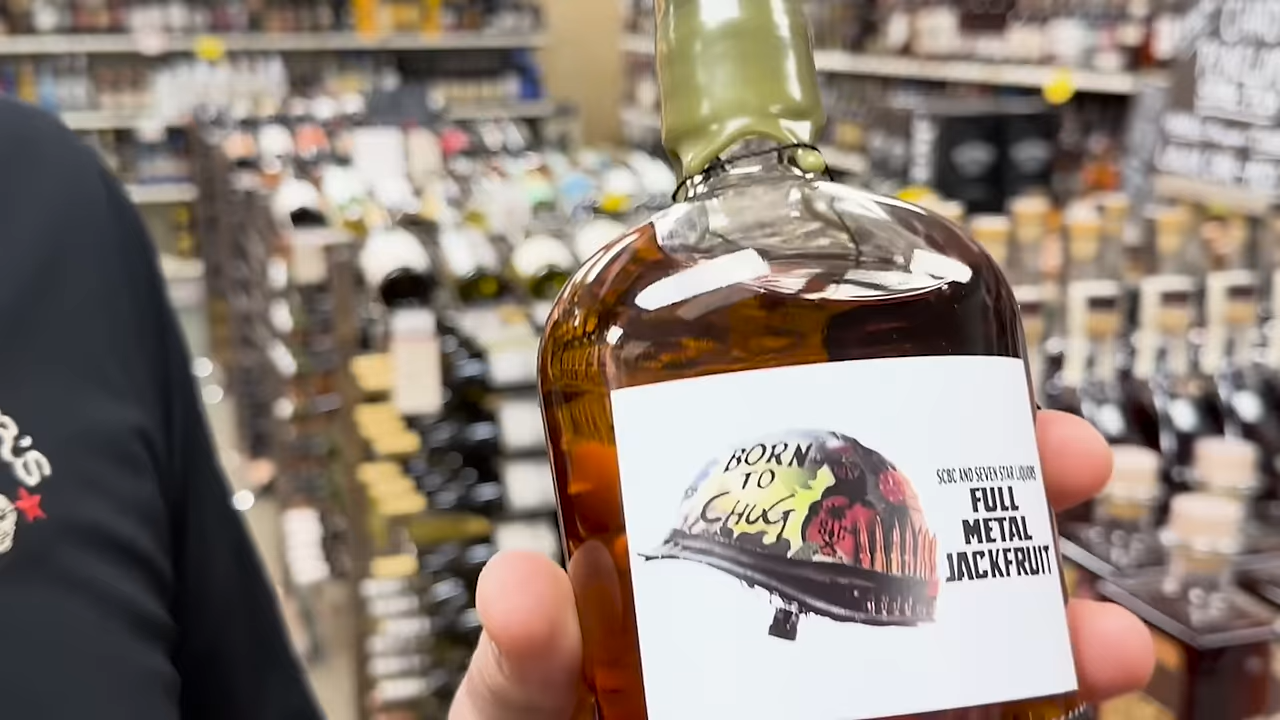 BORN
TO
CHUG
SCBC AND SEVEN STAR LIQUORS
FULL
METAL
JACKFRUIT